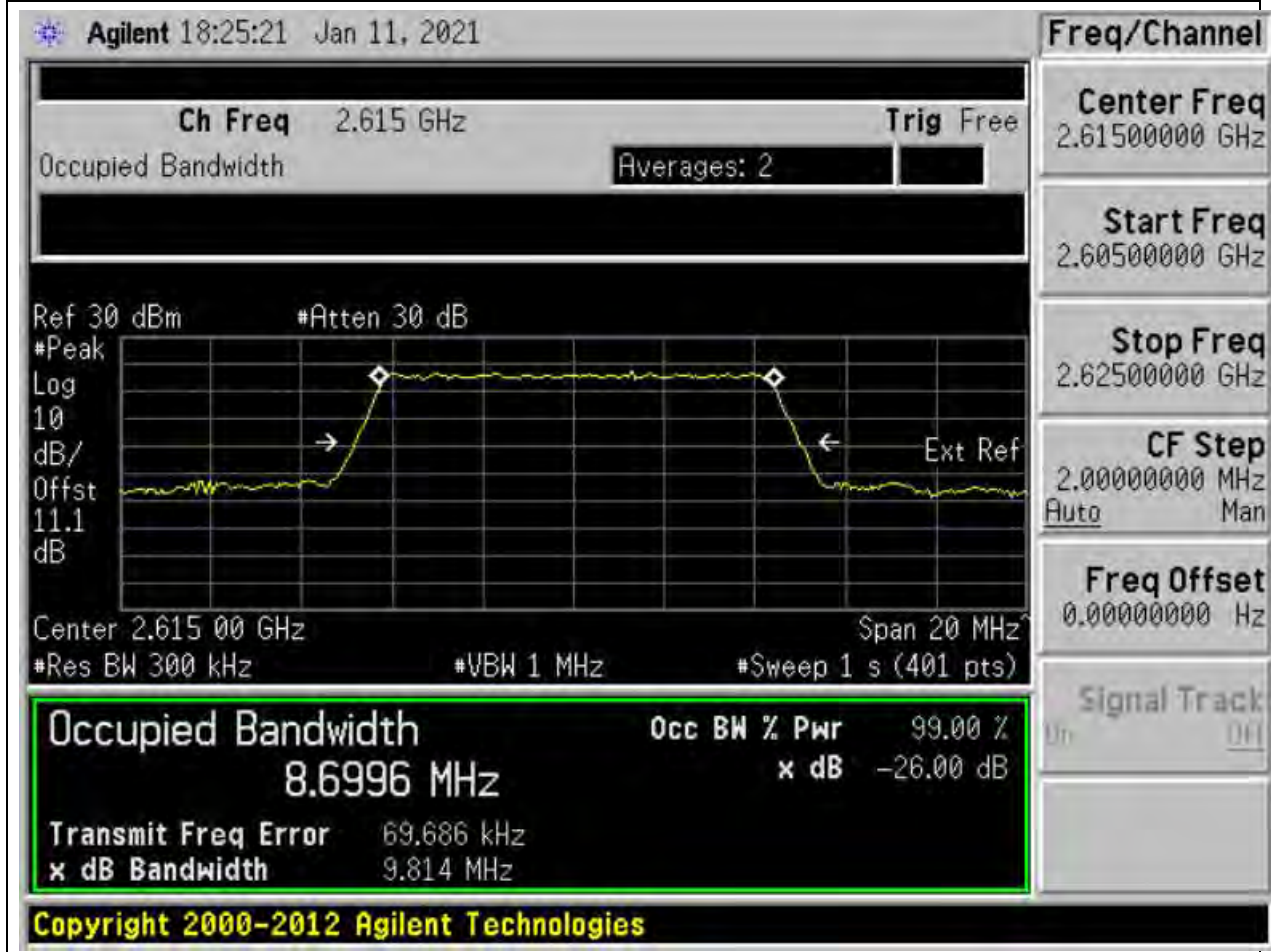 Agilent 18:25:21 Jan 11, 2021
Freq/Channel
Ch Freq 2.615 GHz
Trig Free
Occupied Bandwidth
Averages: 2
Center Freq
2.61500000 GHz
Start Freq
2.60500000 GHz
Stop Freq
2.62500000 GHz
CF Step
2.00000000 MHz
Auto Man
Freq Offset
0.00000000 Hz
Signal Track
On Off
Ref 30 dBm #Atten 30 dB
#Peak
Log
10
dB/
Offst
11.1
dB
Ext Ref
Center 2.615 00 GHz Span 20 MHz^
#Res BW 300 kHz #VBW 1 MHz #Sweep 1 s (401 pts)
Occupied Bandwidth
8.6996 MHz
Occ BW % Pwr 99.00 %
x dB -26.00 dB
Transmit Freq Error 69.686 kHz
x dB Bandwidth 9.814 MHz
Copyright 2000-2012 Agilent Technologies